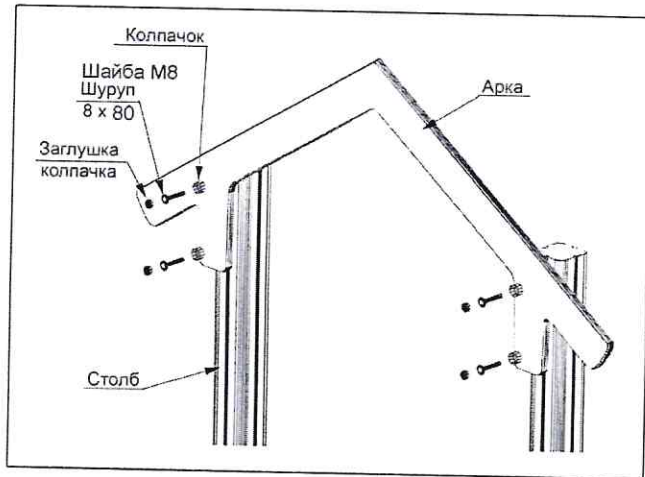 Колпачок
Шайба М8
Шуруп
8 х 80
Арка
Заглушка
колпачка
Столб